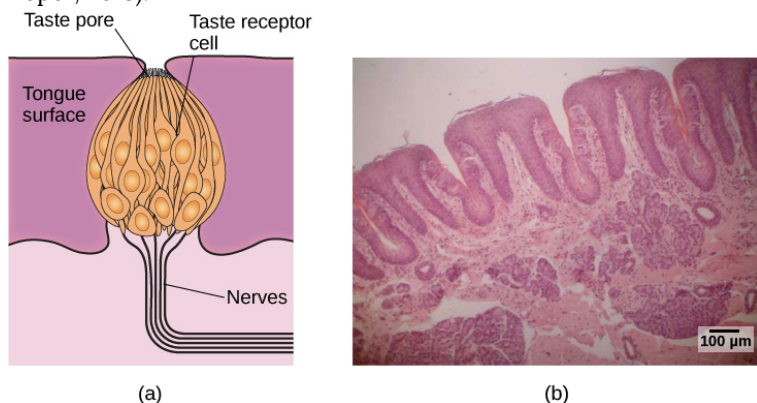 Taste pore
Taste receptor
cell
Tongue
surface
Nerves
100 µm
(a)
(b)